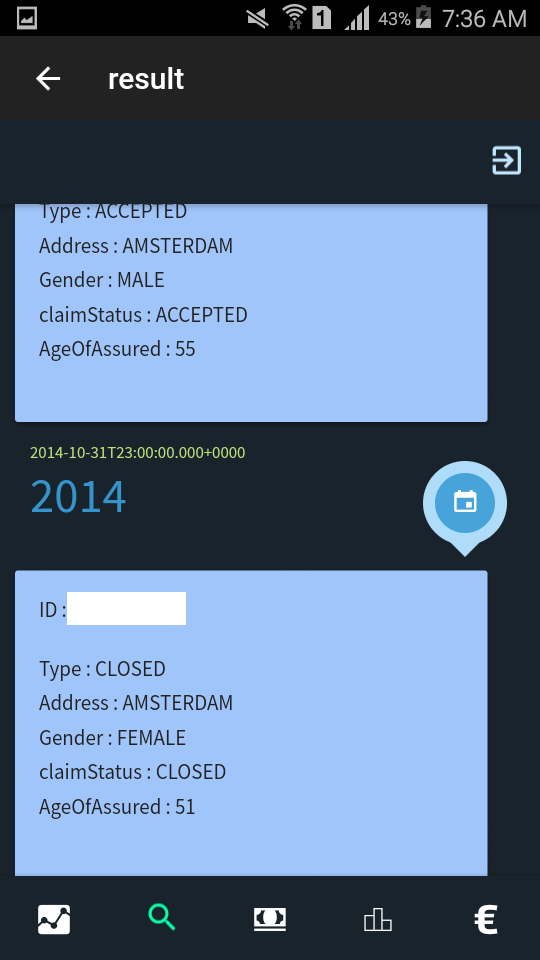 1 43% 7:36 AM
result
Type : ACCEPTED
Address : AMSTERDAM
Gender : MALE
claimStatus : ACCEPTED
AgeOfAssured : 55
2014-10-31T23:00:00.000+0000
2014
ID :
Type : CLOSED
Address : AMSTERDAM
Gender : FEMALE
claimStatus : CLOSED
AgeOfAssured : 51
€